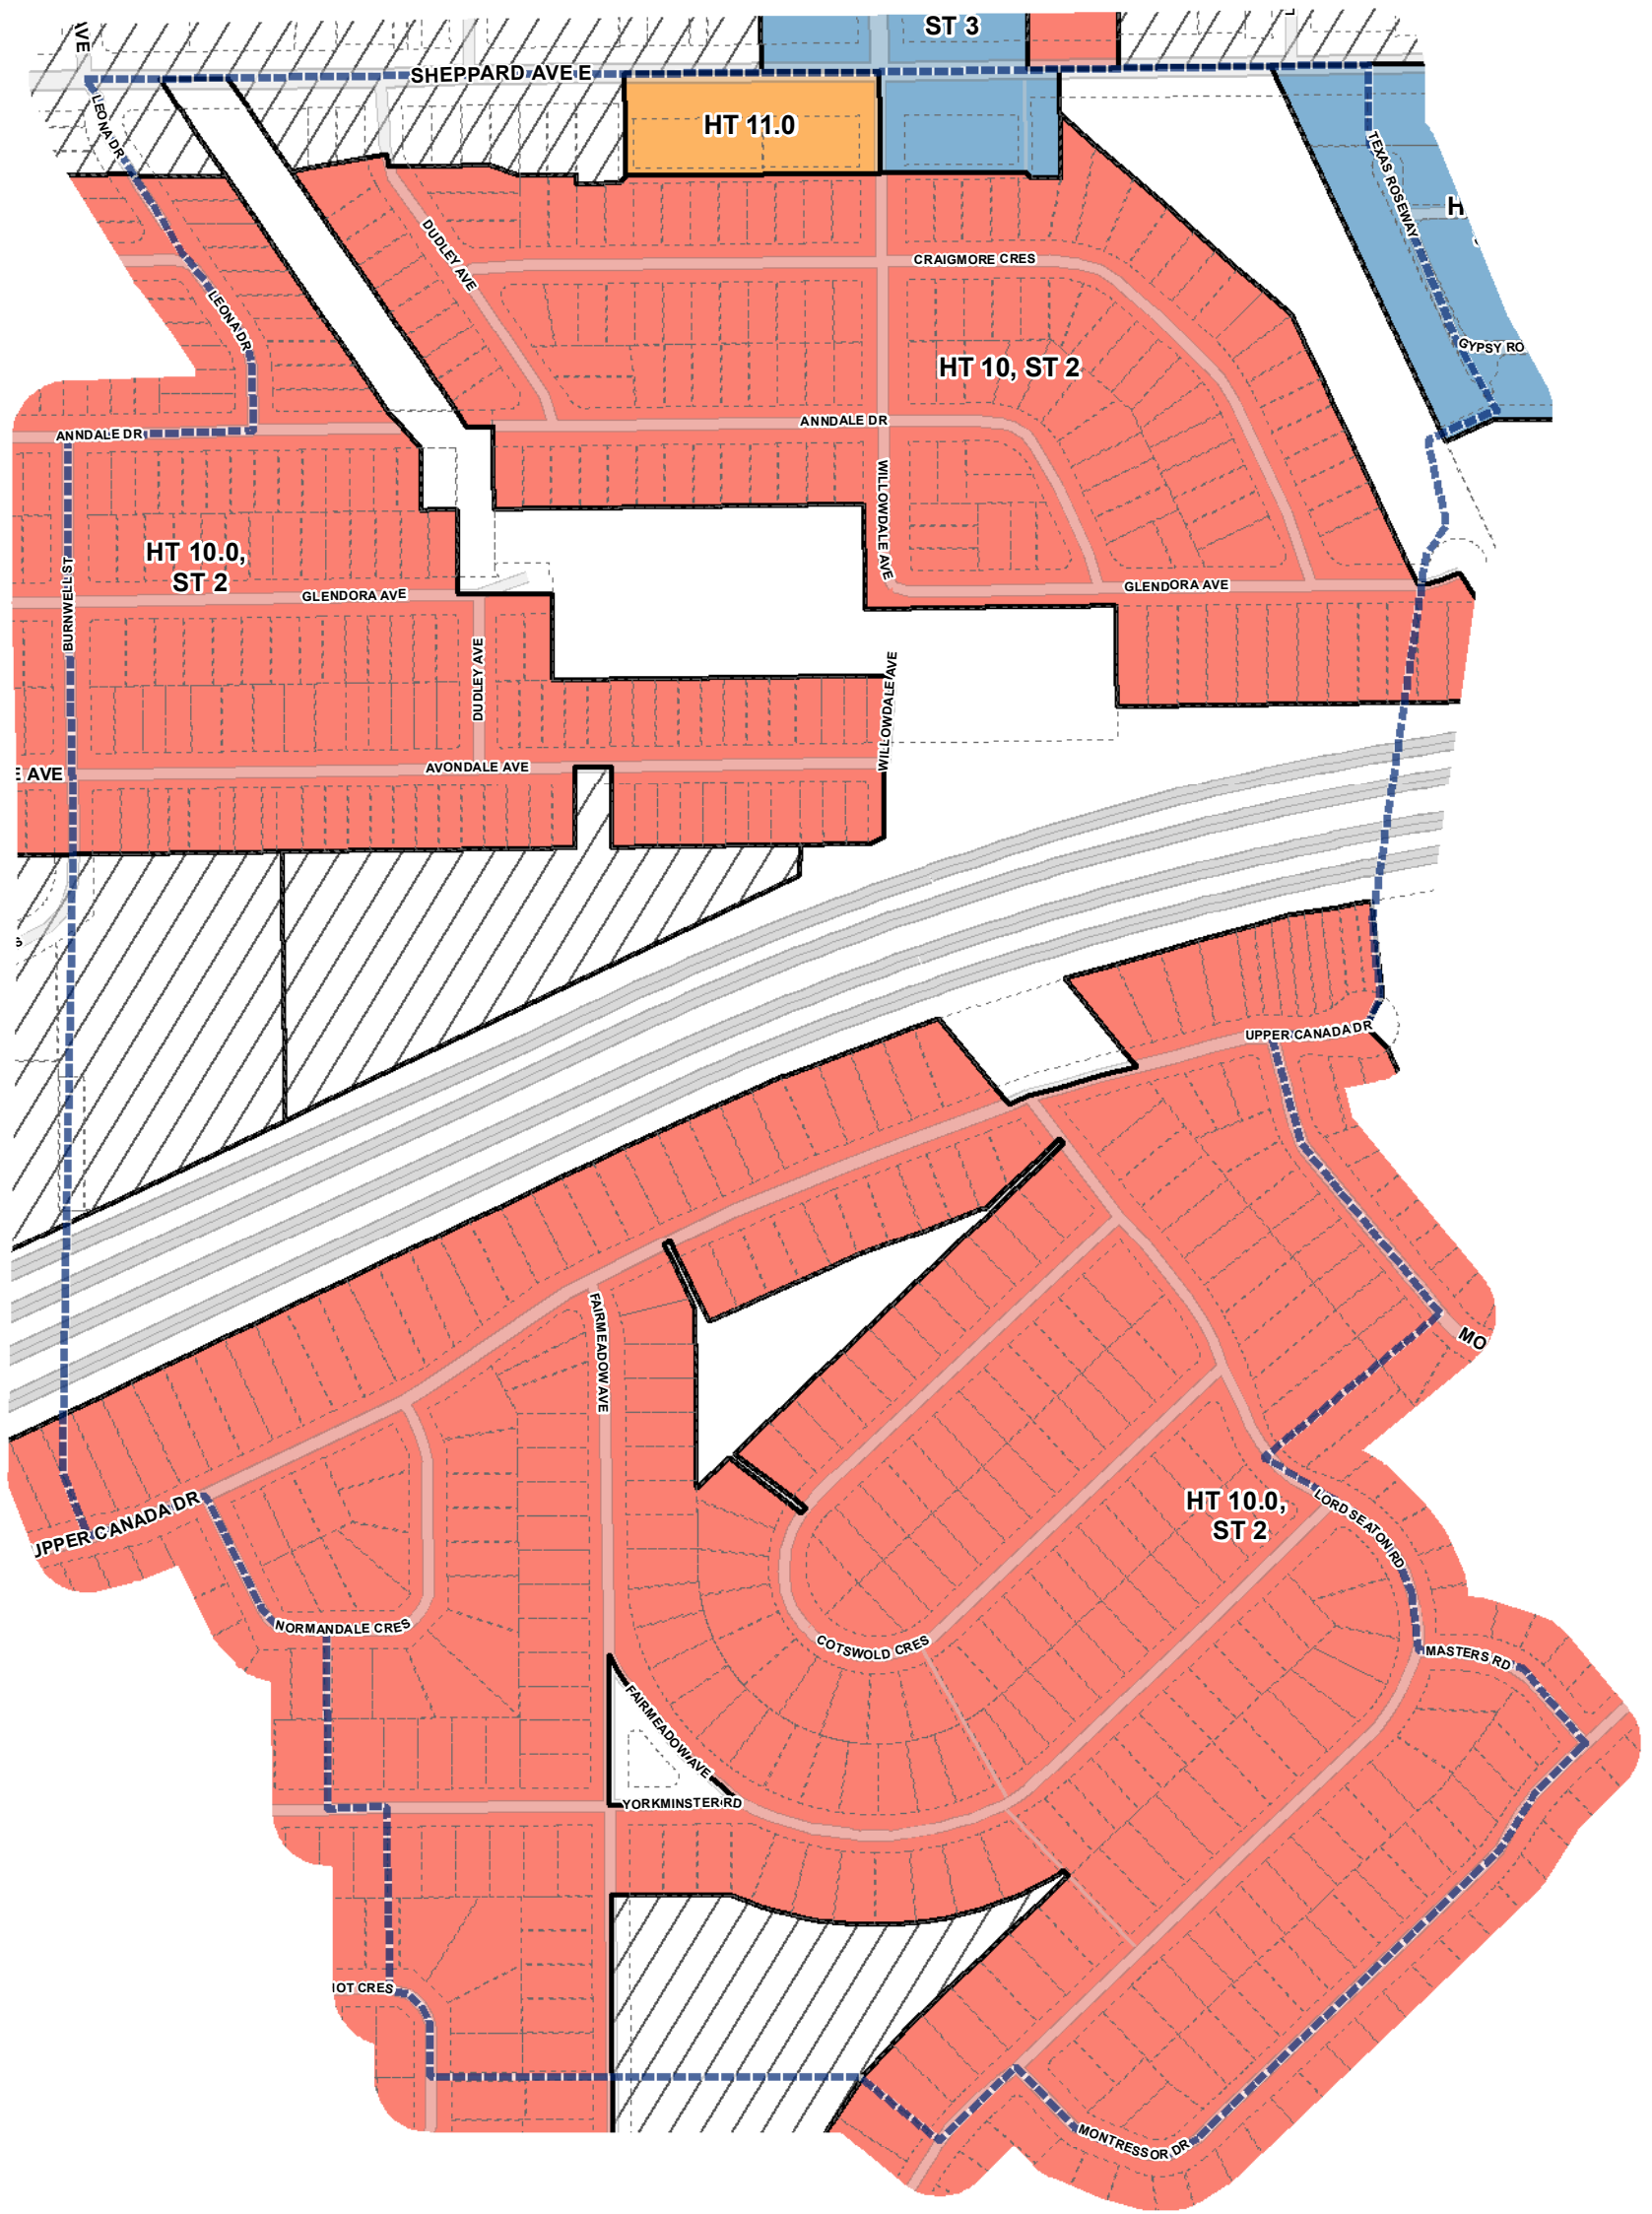 ST 3
AVE
SHEPPARD AVE E
LEONA DR
HT 11.0
TEXAS ROSEWAY
H
DUDLEY AVE
CRAIGMORE CRES
LEONA DR
GYPSY RO
HT 10, ST 2
ANNDALE DR
ANNDALE DR
WILLOWDALE AVE
HT 10.0,
ST 2
BURNWELL ST
GLENDORA AVE
GLENDORA AVE
DUDLEY AVE
WILLOWDALE AVE
E AVE
AVONDALE AVE
UPPER CANADA DR
FAIRMEADOW AVE
MO
UPPER CANADA DR
HT 10.0,
ST 2
LORD SEATON RD
NORMANDALE CRES
COTSWOLD CRES
MASTERS RD
FAIRMEADOW AVE
YORKMINSTER RD
IOT CRES
MONTRESSOR DR